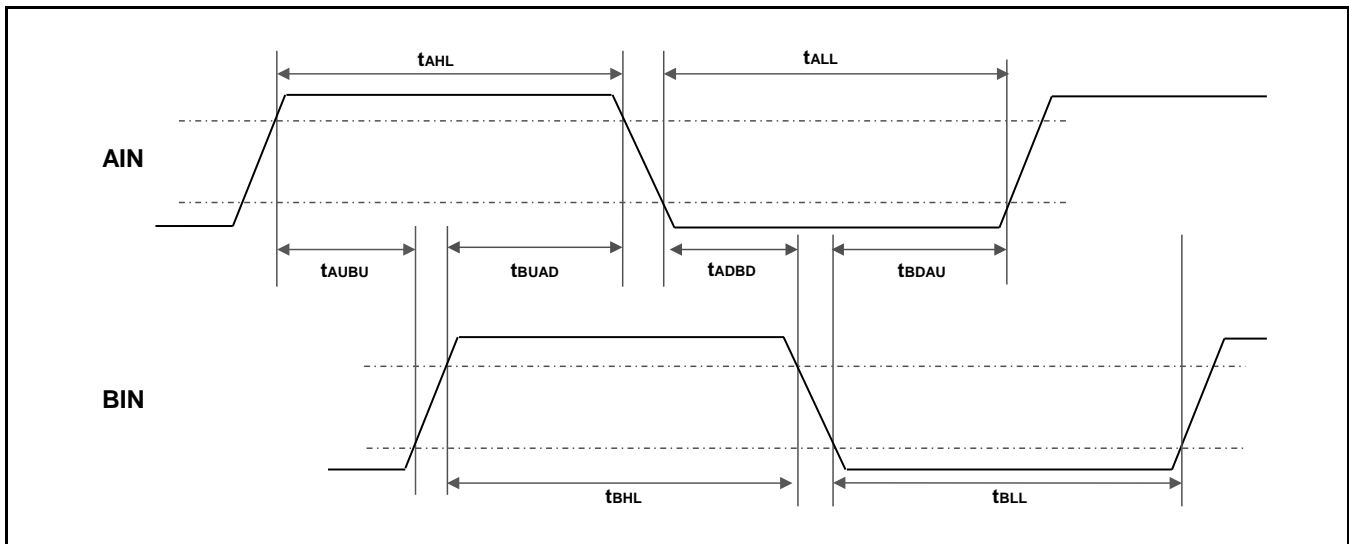 tAHL
tALL
AIN
tAUBU
tBUAD
tADBD
tBDAU
BIN
tBHL
tBLL